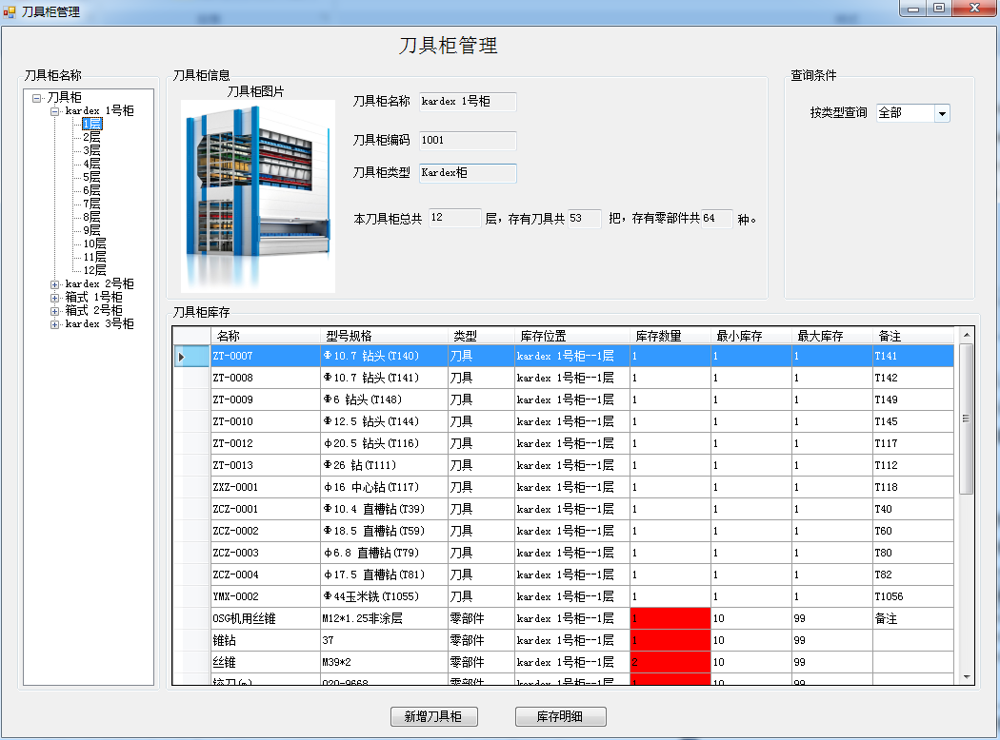 刀具柜管理
刀具柜管理
刀具柜名称
刀具柜
kardex 1号柜
1层
2层
3层
4层
5层
6层
7层
8层
9层
10层
11层
12层
kardex 2号柜
箱式 1号柜
箱式 2号柜
kardex 3号柜
刀具柜信息
刀具柜图片
刀具柜名称 kardex 1号柜
刀具柜编码 1001
刀具柜类型 Kardex柜
本刀具柜总共 12 层，存有刀具共 53 把，存有零部件共 64 种。
查询条件
按类型查询 全部
刀具柜库存
名称 型号规格 类型 库存位置 库存数量 最小库存 最大库存 备注
ZT-0007 Φ10.7 钻头(T140) 刀具 kardex 1号柜--1层 1 1 1 T141
ZT-0008 Φ10.7 钻头(T141) 刀具 kardex 1号柜--1层 1 1 1 T142
ZT-0009 Φ6 钻头(T148) 刀具 kardex 1号柜--1层 1 1 1 T149
ZT-0010 Φ12.5 钻头(T144) 刀具 kardex 1号柜--1层 1 1 1 T145
ZT-0012 φ20.5 钻头(T116) 刀具 kardex 1号柜--1层 1 1 1 T117
ZT-0013 Φ26 钻(T111) 刀具 kardex 1号柜--1层 1 1 1 T112
ZXZ-0001 φ16 中心钻(T117) 刀具 kardex 1号柜--1层 1 1 1 T118
ZCZ-0001 Φ10.4 直槽钻(T39) 刀具 kardex 1号柜--1层 1 1 1 T40
ZCZ-0002 Φ18.5 直槽钻(T59) 刀具 kardex 1号柜--1层 1 1 1 T60
ZCZ-0003 φ6.8 直槽钻(T79) 刀具 kardex 1号柜--1层 1 1 1 T80
ZCZ-0004 φ17.5 直槽钻(T81) 刀具 kardex 1号柜--1层 1 1 1 T82
YMX-0002 Φ44玉米铣(T1055) 刀具 kardex 1号柜--1层 1 1 1 T1056
OSG机用丝锥 M12*1.25非涂层 零部件 kardex 1号柜--1层 1 10 99 备注
锥钻 37 零部件 kardex 1号柜--1层 1 10 99
丝锥 M39*2 零部件 kardex 1号柜--1层 2 10 99
020-9668 零部件 kardex 1号柜--1层 1 10 99
新增刀具柜 库存明细